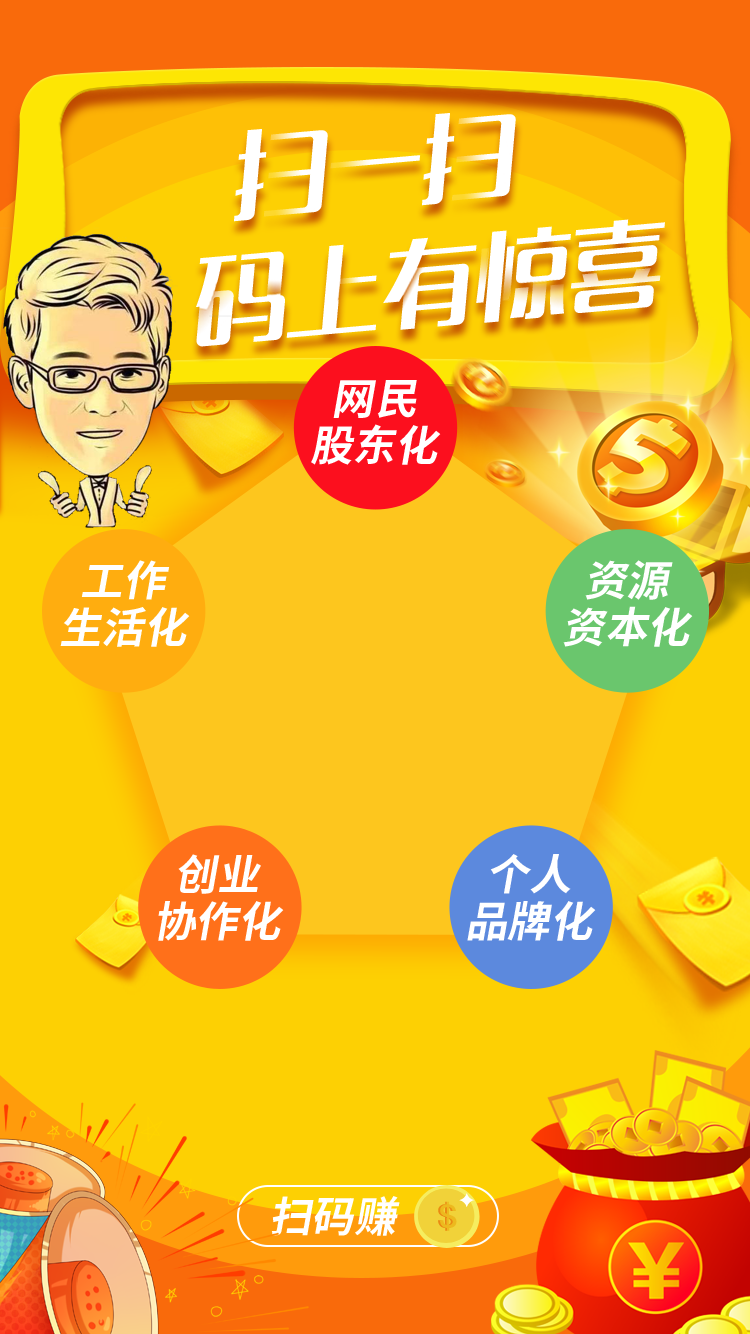 扫一扫
码上有惊喜
网民
股东化
工作
生活化
资源
资本化
创业
协作化
个人
品牌化
扫码赚
$
¥